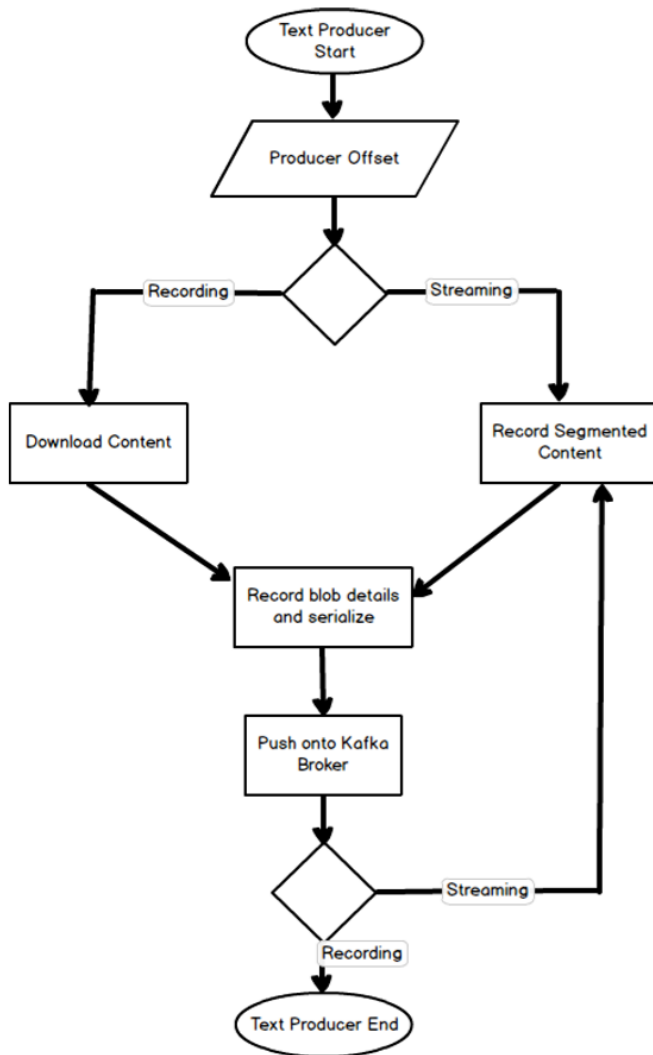 Text Producer
Start
Producer Offset
Recording
Streaming
Download Content
Record Segmented
Content
Record blob details
and serialize
Push onto Kafka
Broker
Streaming
Recording
Text Producer End